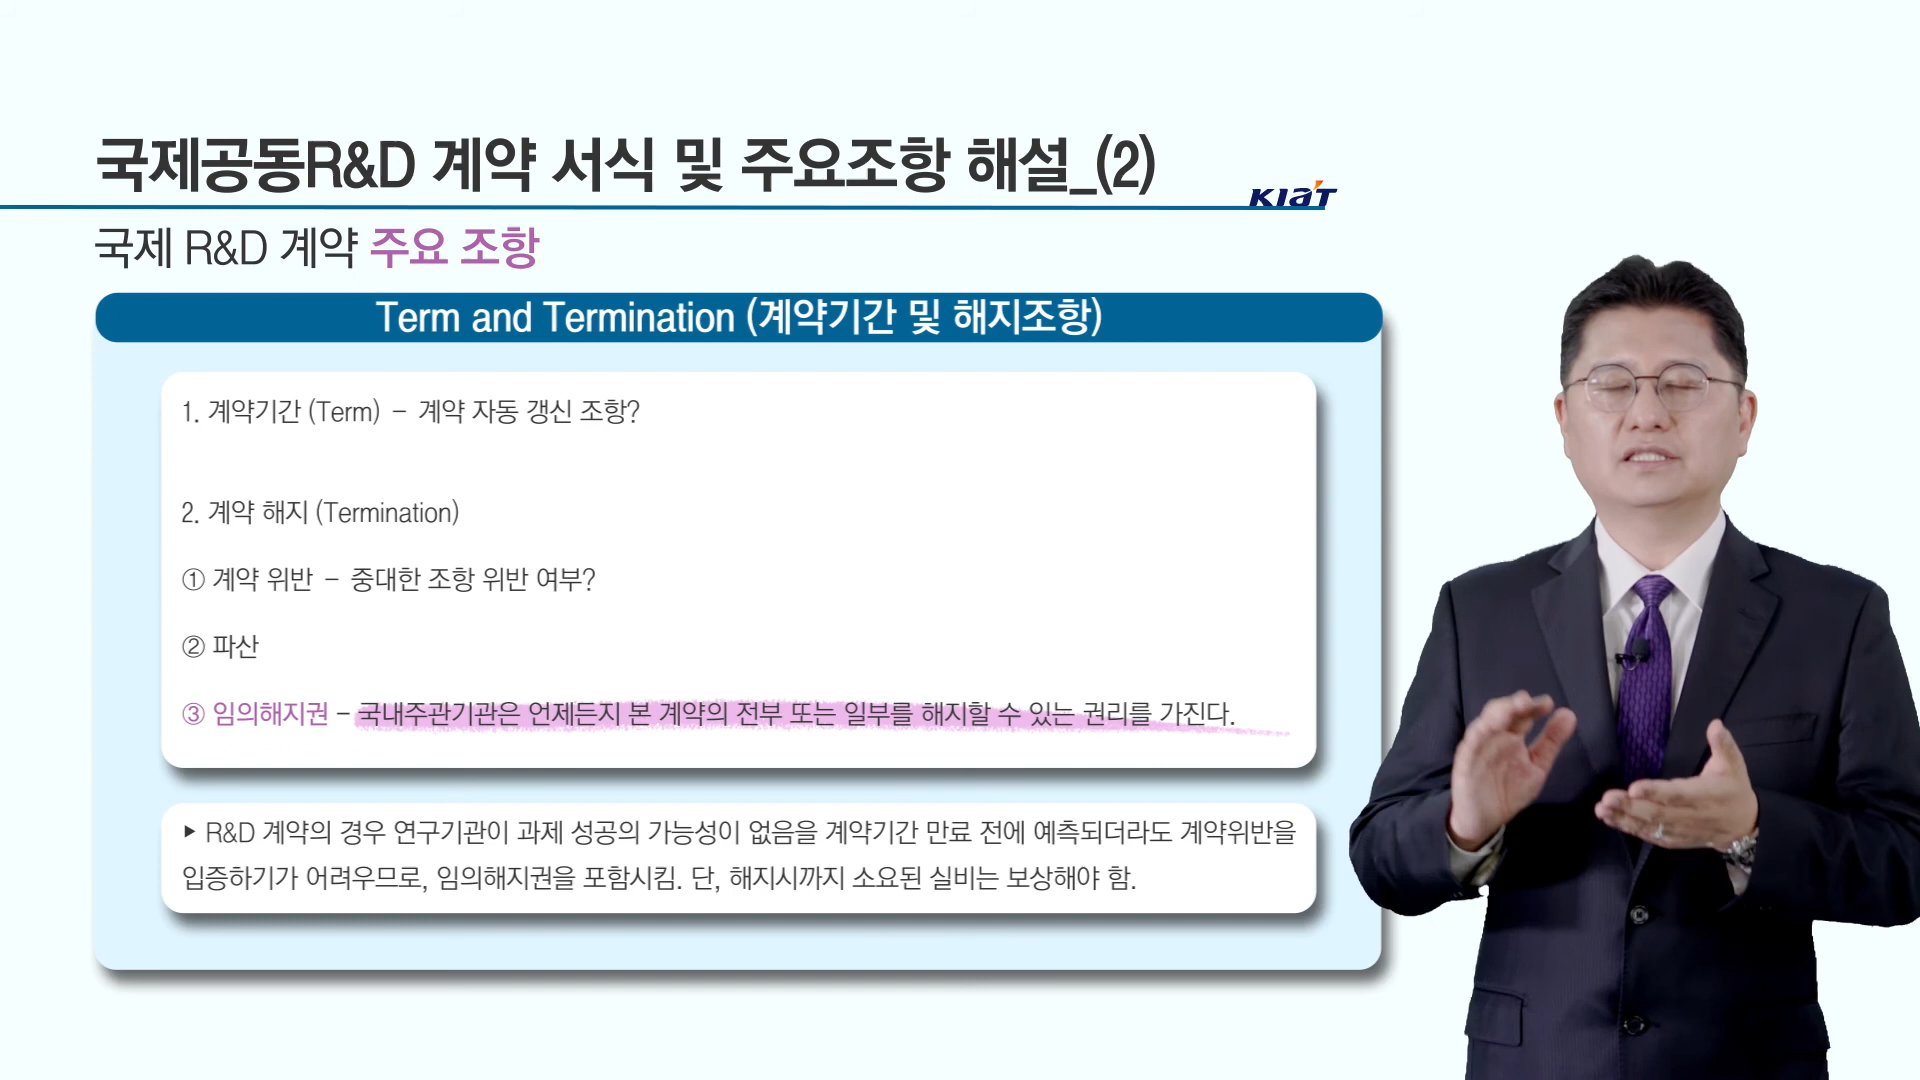 국제공동R&D 계약 서식 및 주요조항 해설_(2)
KIAT
국제 R&D 계약 주요 조항
Term and Termination (계약기간 및 해지조항)
1. 계약기간 (Term) – 계약 자동 갱신 조항?
2. 계약 해지 (Termination)
① 계약 위반 – 중대한 조항 위반 여부?
② 파산
③ 임의해지권 – 국내주관기관은 언제든지 본 계약의 전부 또는 일부를 해지할 수 있는 권리를 가진다.
▶ R&D 계약의 경우 연구기관이 과제 성공의 가능성이 없음을 계약기간 만료 전에 예측되더라도 계약위반을
입증하기가 어려우므로, 임의해지권을 포함시킴. 단, 해지시까지 소요된 실비는 보상해야 함.